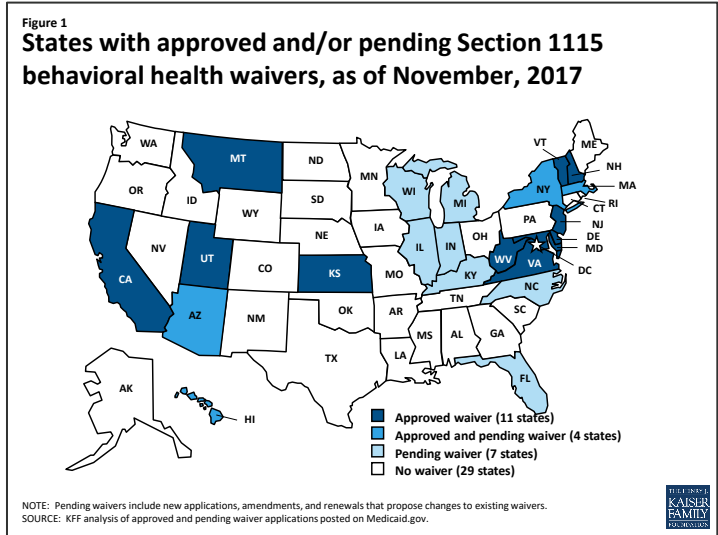 Figure 1
States with approved and/or pending Section 1115
behavioral health waivers, as of November, 2017
WA
MT
ND
MN
VT
ME
NH
OR
ID
SD
WI
MI
NY
MA
WY
RI
CT
NE
IA
PA
NJ
NV
UT
IL
IN
OH
DE
MD
CO
KS
MO
WV
VA
DC
CA
KY
NC
AZ
NM
OK
AR
TN
SC
TX
LA
MS
AL
GA
AK
FL
HI
Approved waiver (11 states)
Approved and pending waiver (4 states)
Pending waiver (7 states)
No waiver (29 states)
NOTE: Pending waivers include new applications, amendments, and renewals that propose changes to existing waivers.
SOURCE: KFF analysis of approved and pending waiver applications posted on Medicaid.gov.
THE HENRY J.
KAISER
FAMILY
FOUNDATION